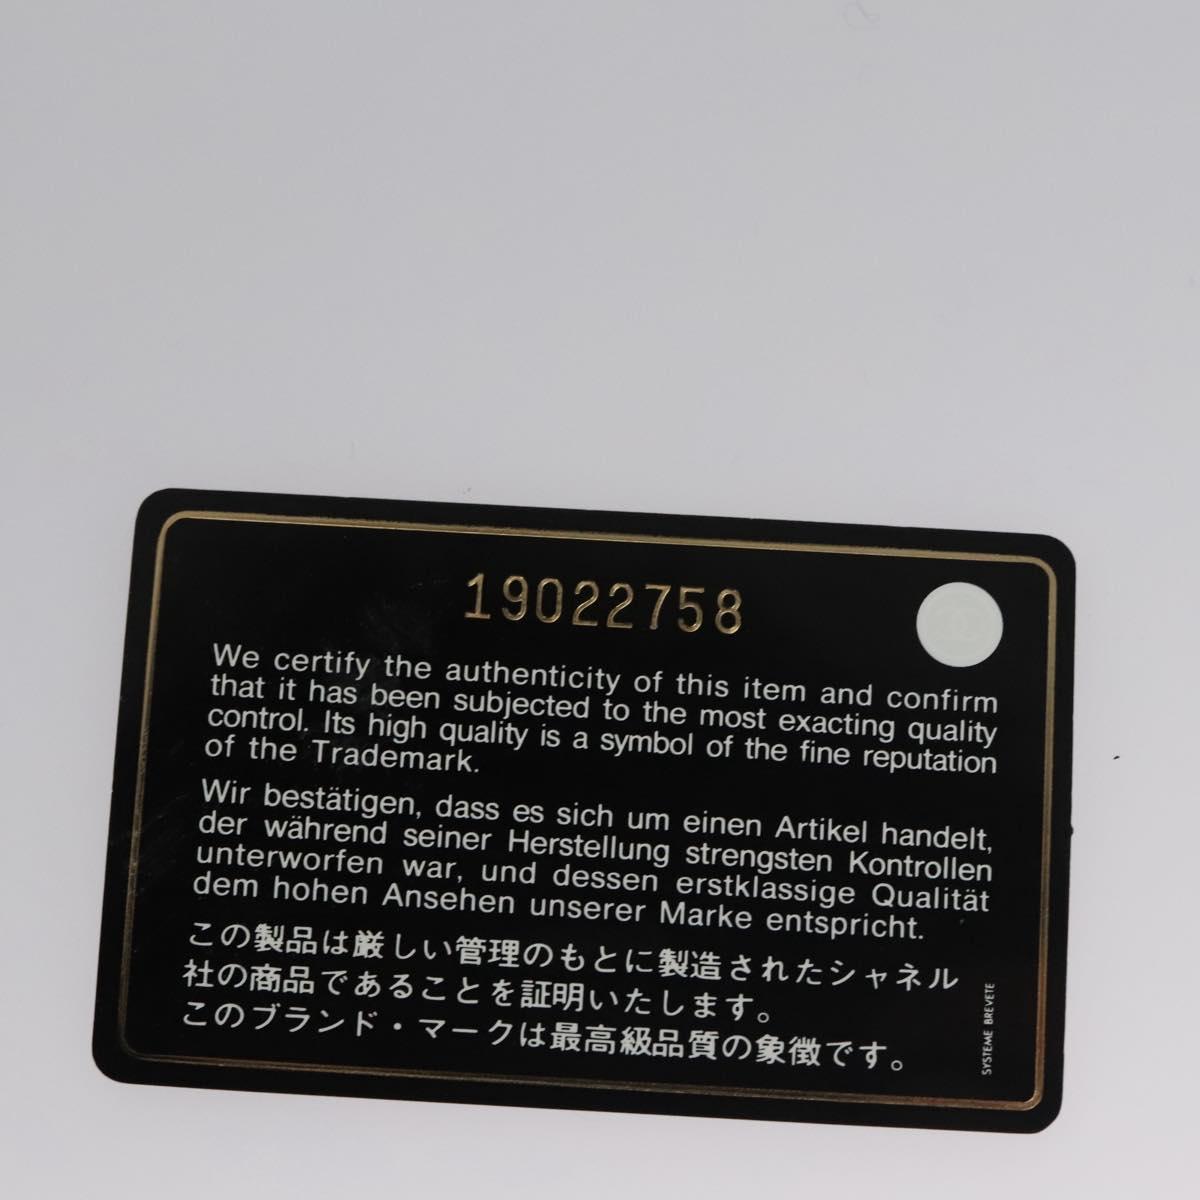 19022758
We certify the authenticity of this item and confirm
that it has been subjected to the most exacting quality
control. Its high quality is a symbol of the fine reputation
of the Trademark.
Wir bestätigen, dass es sich um einen Artikel handelt,
der während seiner Herstellung strengsten Kontrollen
unterworfen war, und dessen erstklassige Qualität
dem hohen Ansehen unserer Marke entspricht.
この製品は厳しい管理のもとに製造されたシャネル
社の商品であることを証明いたします。
このブランド・マークは最高級品質の象徴です。
SYSTEME BREVETE